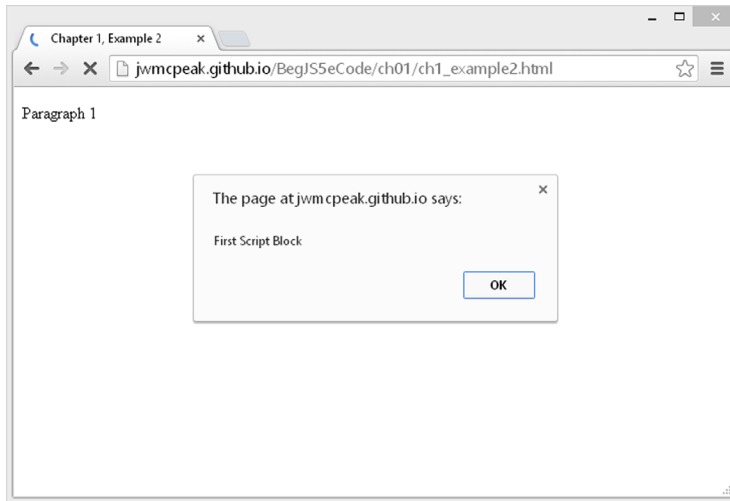 Chapter 1, Example 2
jwmcpeak.github.io/BegJS5eCode/ch01/ch1_example2.html
Paragraph 1
The page at jwmcpeak.github.io says:
First Script Block
OK